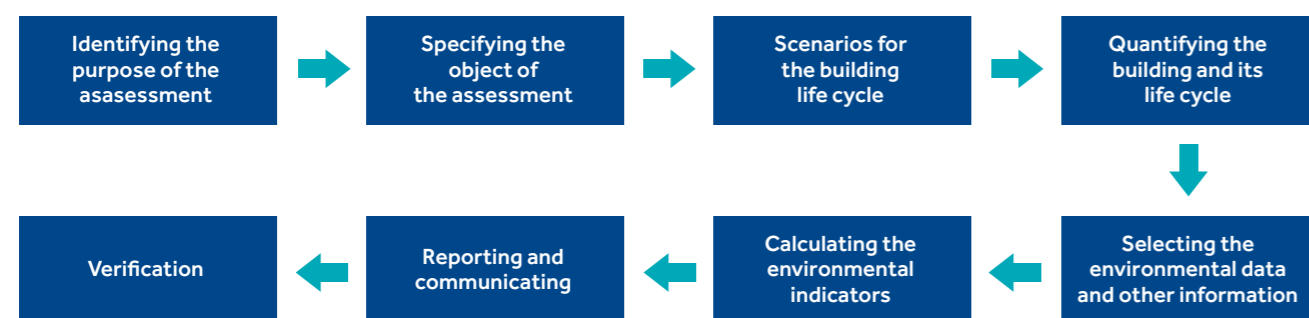 Identifying the
purpose of the
asasessment
Specifying the
object of
the assessment
Scenarios for
the building
life cycle
Quantifying the
building and its
life cycle
Selecting the
environmental data
and other information
Calculating the
environmental
indicators
Reporting and
communicating
Verification